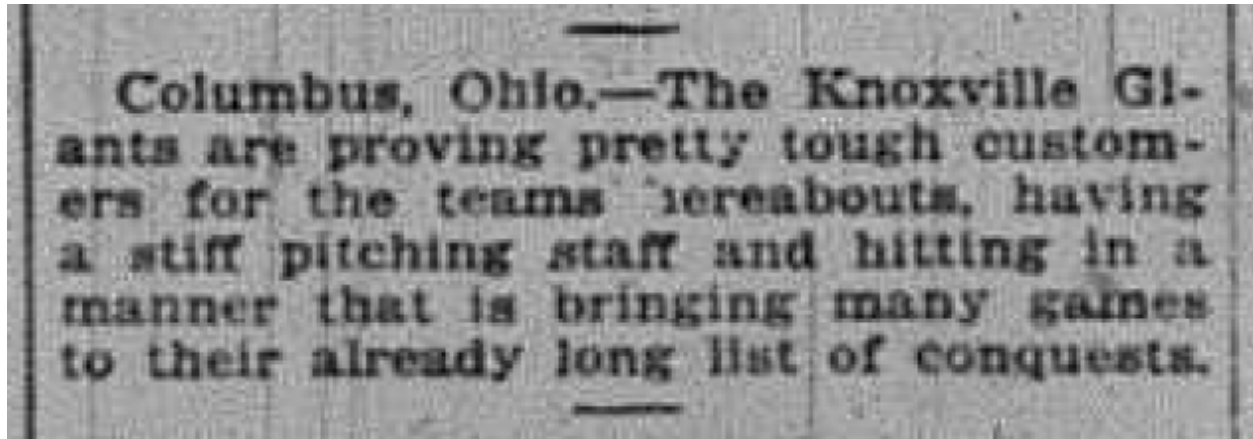 Columbus, Ohio.—The Knoxville Gi-
ants are proving pretty tough custom-
ers for the teams hereabouts, having
a stiff pitching staff and hitting in a
manner that is bringing many games
to their already long list of conquests.